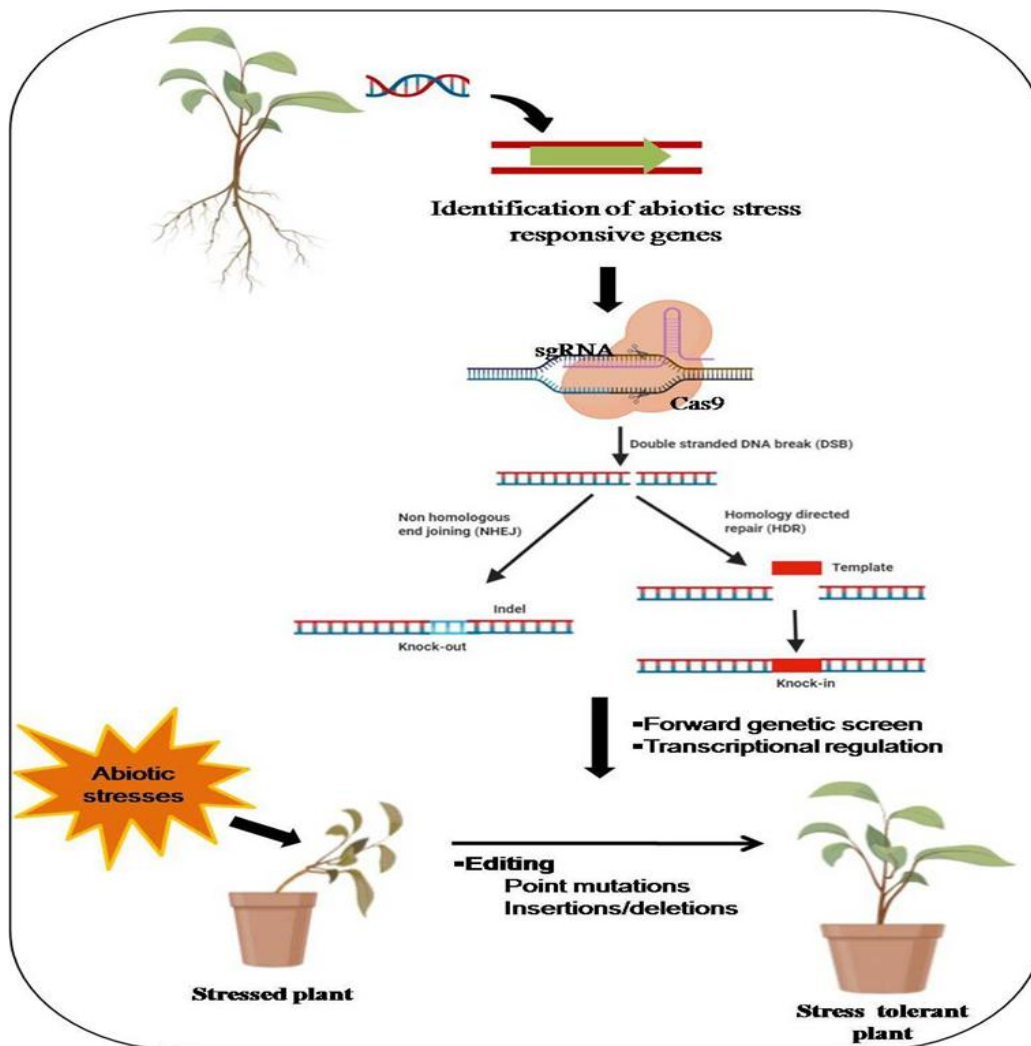 Identification of abiotic stress
responsive genes
sgRNA
Cas9
Double stranded DNA break (DSB)
Non homologous
end joining (NHEJ)
Homology directed
repair (HDR)
Template
Indel
Knock-out
Knock-in
-Forward genetic screen
-Transcriptional regulation
Abiotic
stresses
-Editing
Point mutations
Insertions/deletions
Stressed plant
Stress tolerant
plant